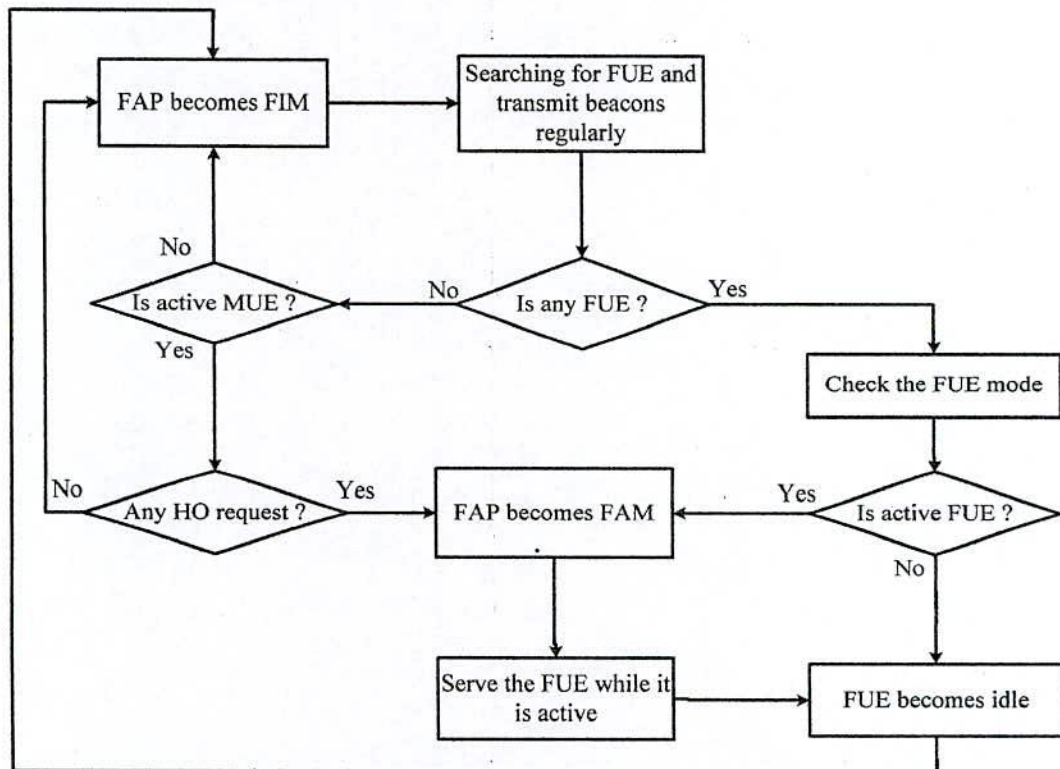 FAP becomes FIM
Searching for FUE and
transmit beacons
regularly
No
Is active MUE ?
No
Is any FUE ?
Yes
Yes
Check the FUE mode
No
Any HO request ?
Yes
FAP becomes FAM
Yes
Is active FUE ?
No
Serve the FUE while it
is active
FUE becomes idle